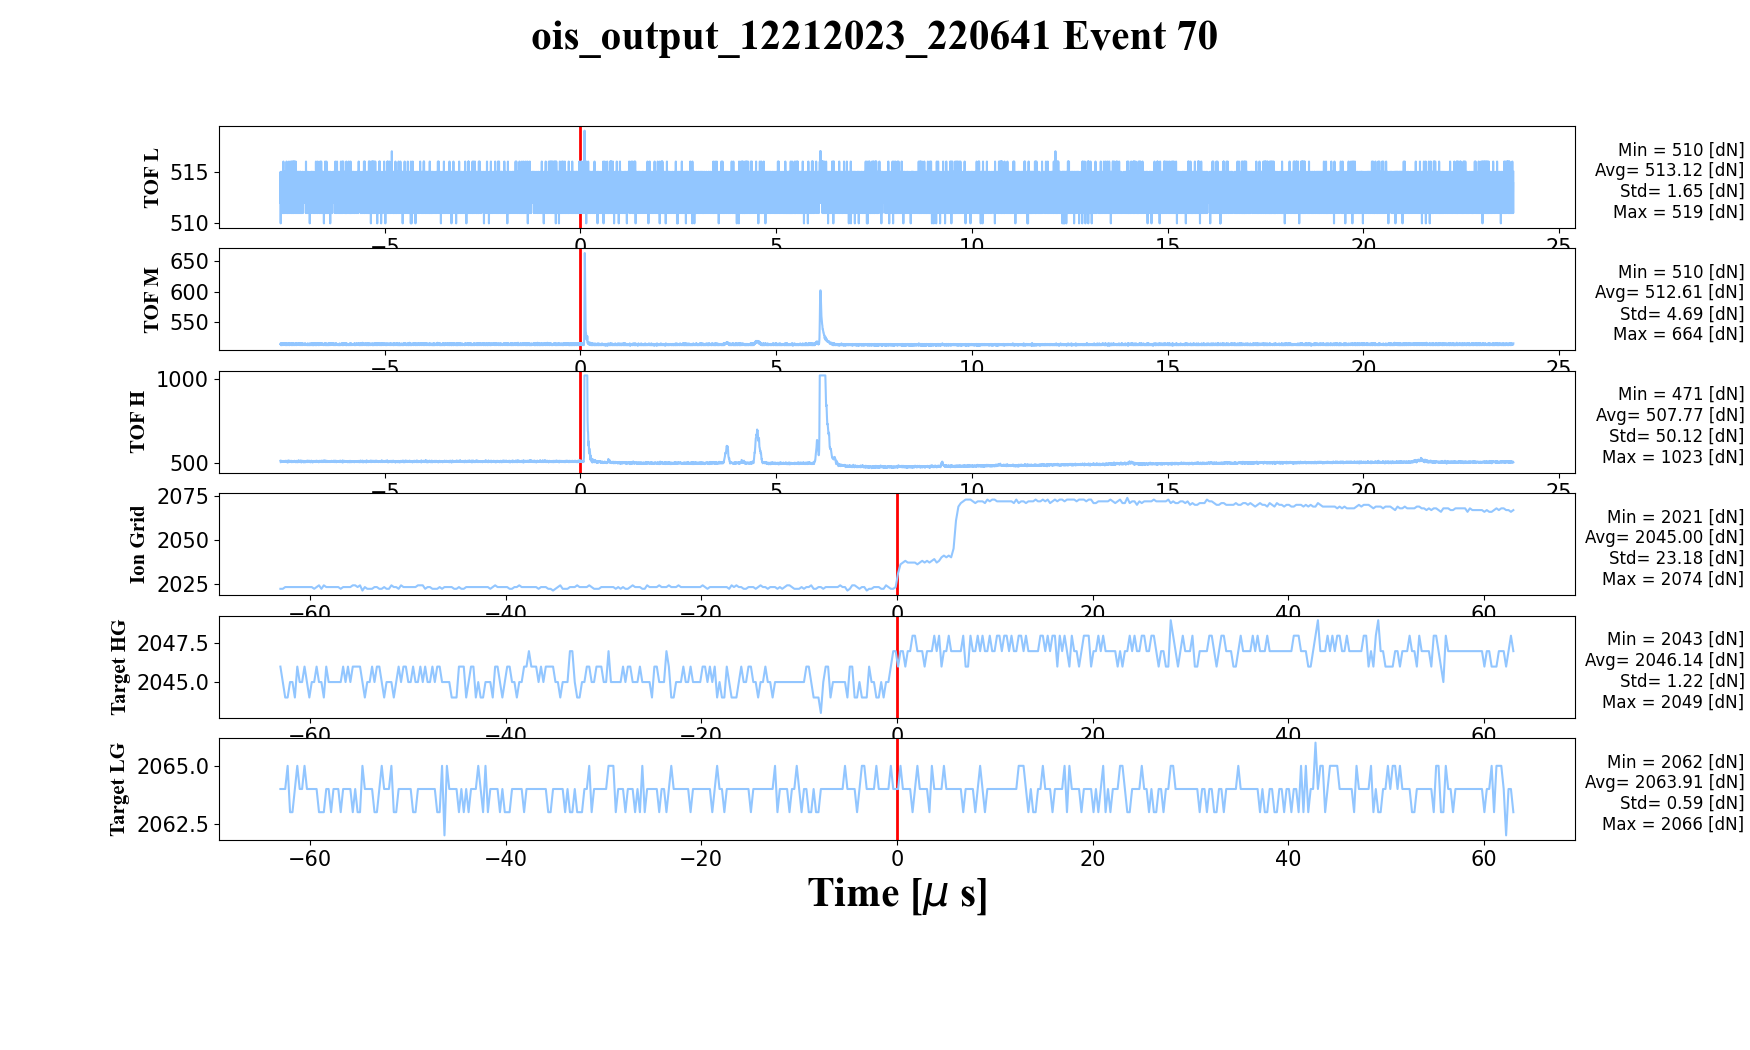 ois_output_12212023_220641 Event 70
TOF L
515
510
−5
0
5
10
15
20
25
Min = 510 [dN]
Avg= 513.12 [dN]
Std= 1.65 [dN]
Max = 519 [dN]
TOF M
650
600
550
−5
0
5
10
15
20
25
Min = 510 [dN]
Avg= 512.61 [dN]
Std= 4.69 [dN]
Max = 664 [dN]
TOF H
1000
500
−5
0
5
10
15
20
25
Min = 471 [dN]
Avg= 507.77 [dN]
Std= 50.12 [dN]
Max = 1023 [dN]
Ion Grid
2075
2050
2025
−60
−40
−20
0
20
40
60
Min = 2021 [dN]
Avg= 2045.00 [dN]
Std= 23.18 [dN]
Max = 2074 [dN]
Target HG
2047.5
2045.0
−60
−40
−20
0
20
40
60
Min = 2043 [dN]
Avg= 2046.14 [dN]
Std= 1.22 [dN]
Max = 2049 [dN]
Target LG
2065.0
2062.5
−60
−40
−20
0
20
40
60
Min = 2062 [dN]
Avg= 2063.91 [dN]
Std= 0.59 [dN]
Max = 2066 [dN]
Time [μ s]